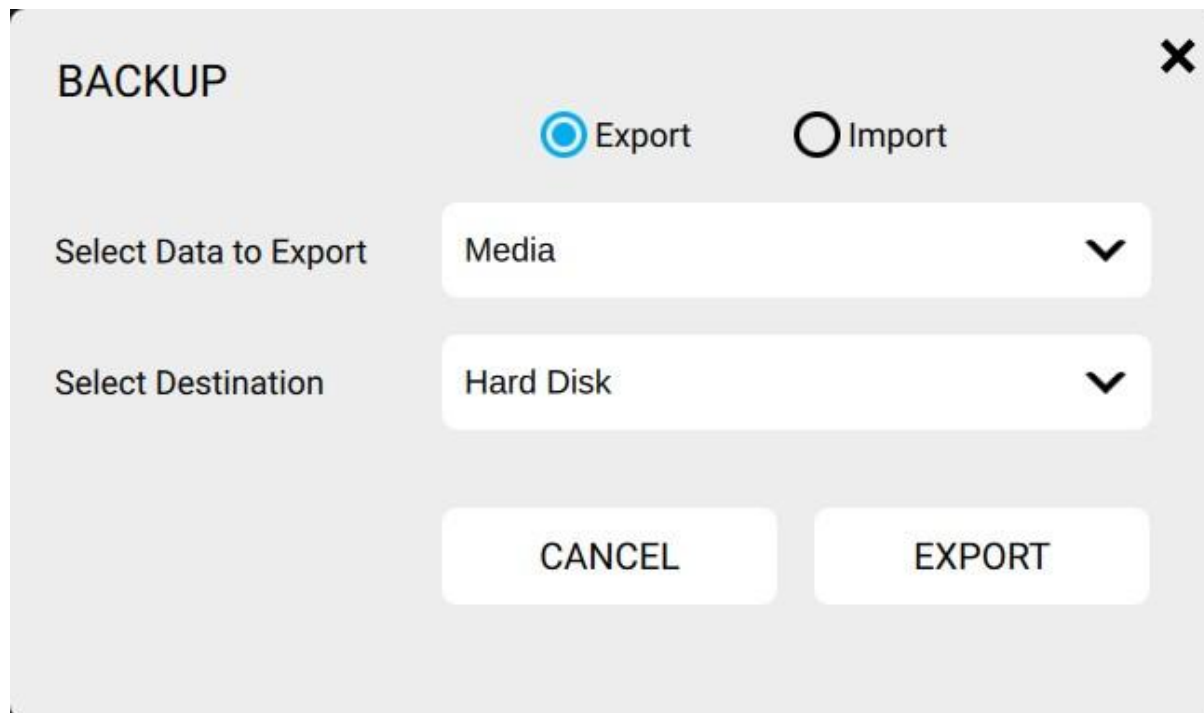 BACKUP
Export Import
Select Data to Export Media
Select Destination Hard Disk
CANCEL EXPORT